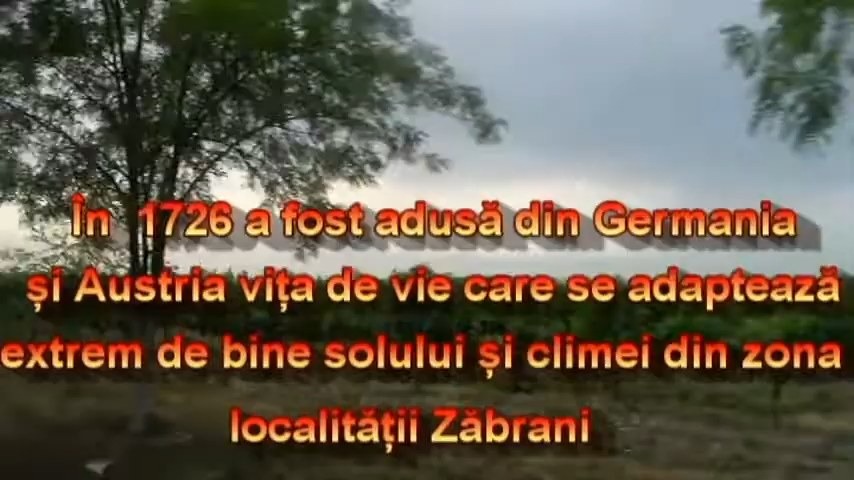 În 1726 a fost adusă din Germania
și Austria vița de vie care se adaptează
extrem de bine solului și climei din zona
localității Zăbrani